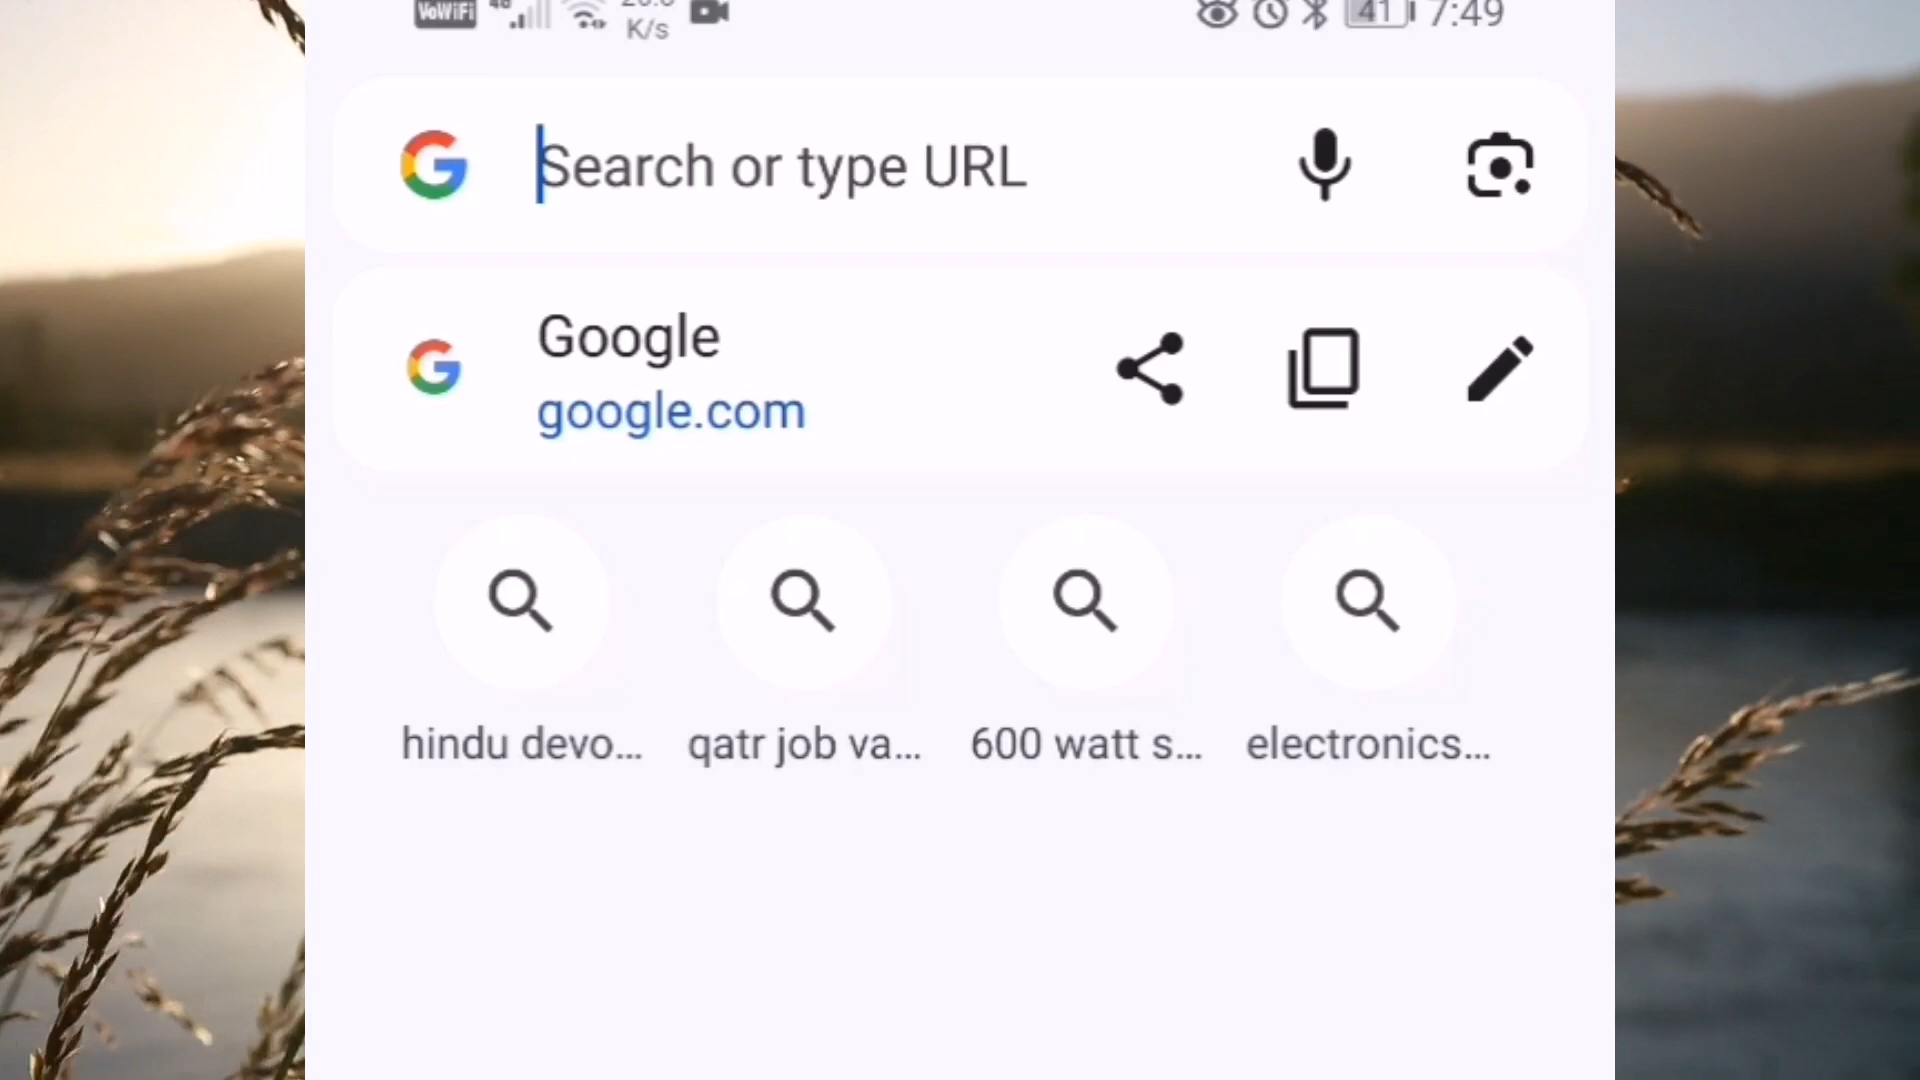 VoWiFi 4G
K/s
41 7:49
Search or type URL
Google
google.com
hindu devo... qatr job va... 600 watt s... electronics...